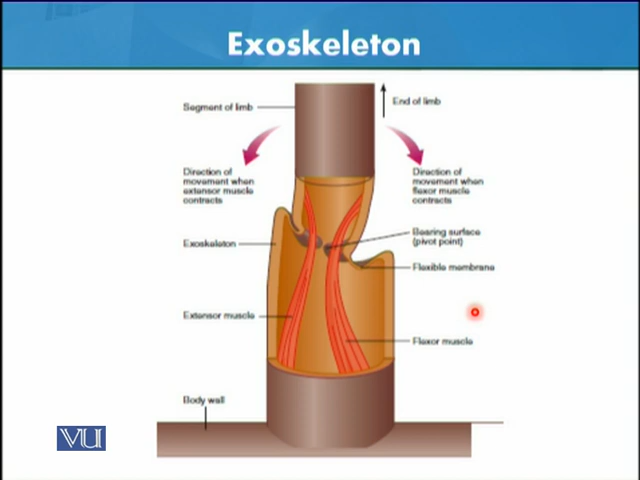 Exoskeleton
Segment of limb
End of limb
Direction of
movement when
extensor muscle
contracts
Direction of
movement when
flexor muscle
contracts
Bearing surface
(pivot point)
Exoskeleton
Flexible membrane
Extensor muscle
Flexor muscle
Body wall
VU